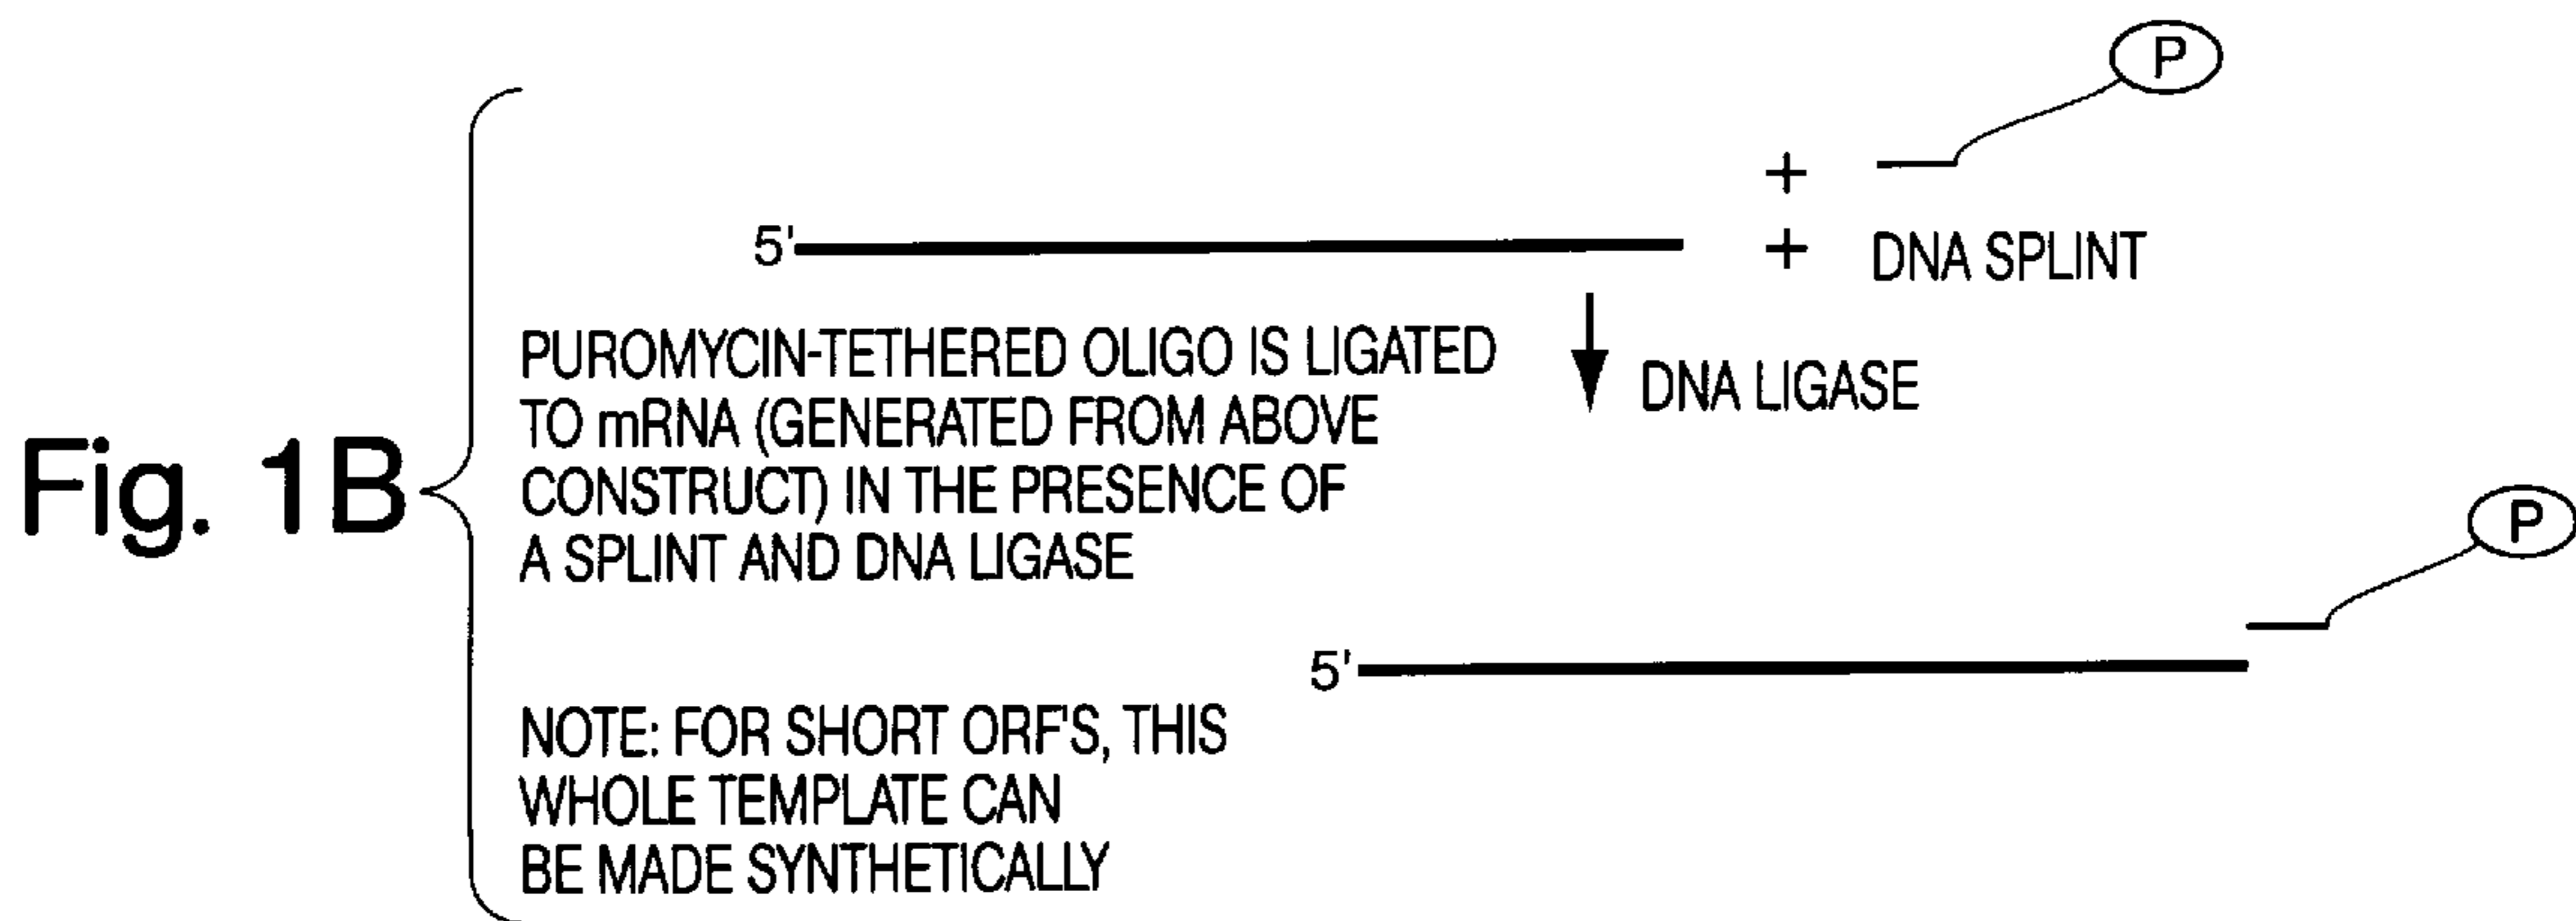 P
+
5' + DNA SPLINT
PUROMYCIN-TETHERED OLIGO IS LIGATED
TO mRNA (GENERATED FROM ABOVE
CONSTRUCT) IN THE PRESENCE OF
A SPLINT AND DNA LIGASE
DNA LIGASE
Fig. 1B
P
5'
NOTE: FOR SHORT ORF'S, THIS
WHOLE TEMPLATE CAN
BE MADE SYNTHETICALLY